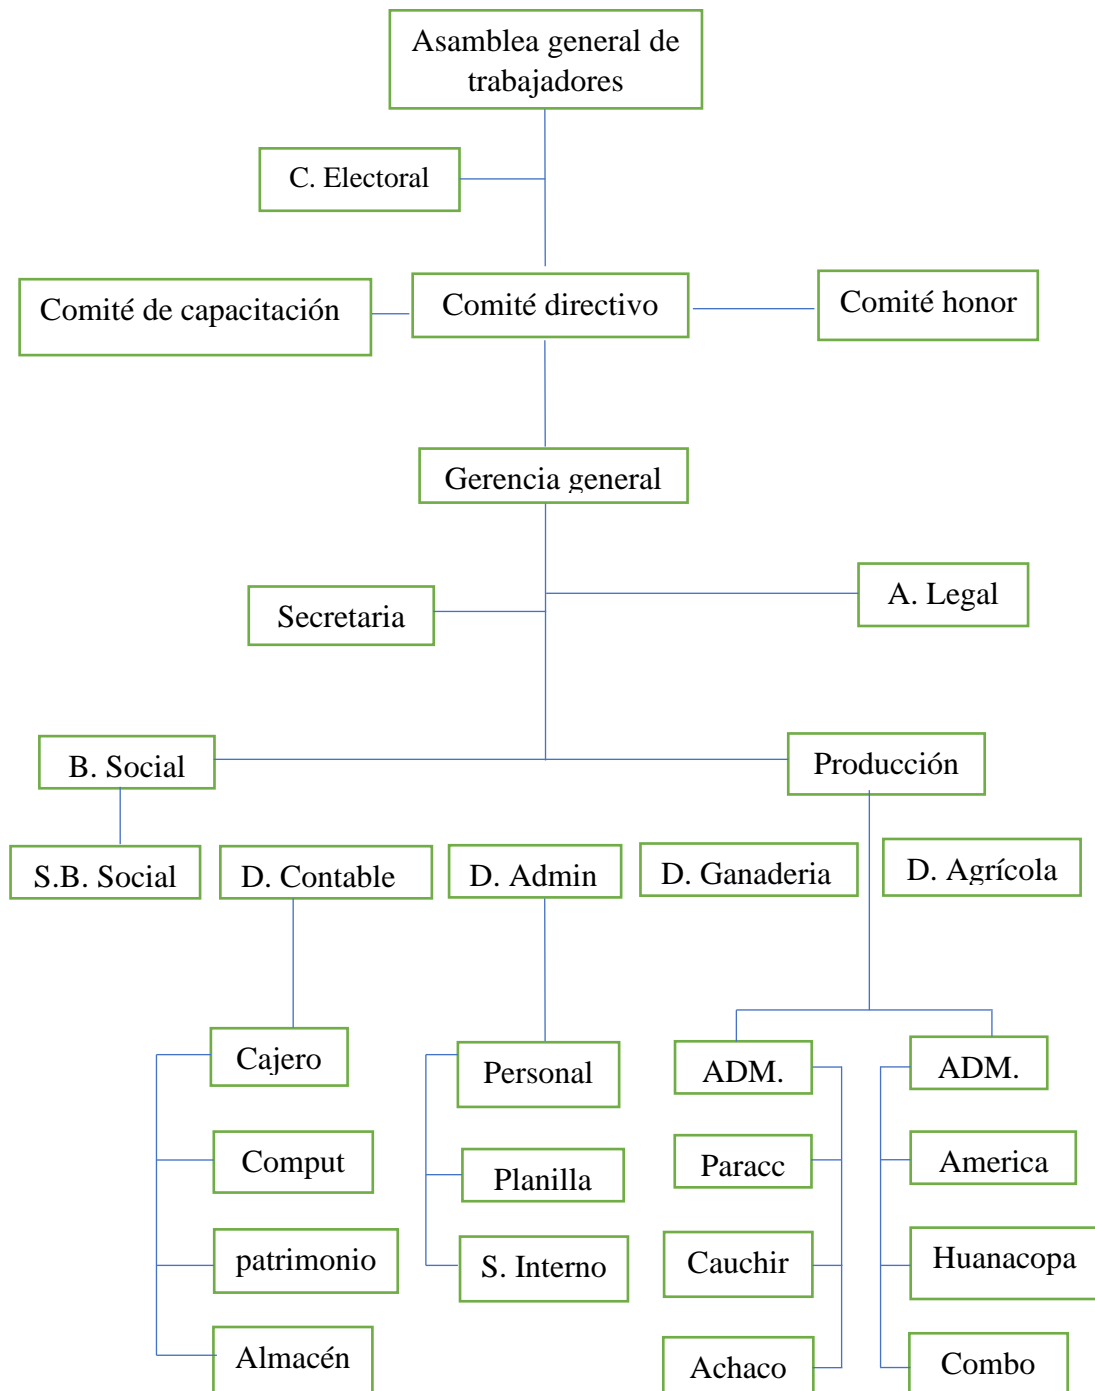 Asamblea general de
trabajadores
C. Electoral
Comité de capacitación
Comité directivo
Comité honor
Gerencia general
Secretaria
A. Legal
B. Social
Producción
S.B. Social
D. Contable
D. Admin
D. Ganaderia
D. Agrícola
Cajero
Personal
ADM.
ADM.
Comput
Planilla
Paracc
America
patrimonio
S. Interno
Cauchir
Huanacopa
Almacén
Achaco
Combo